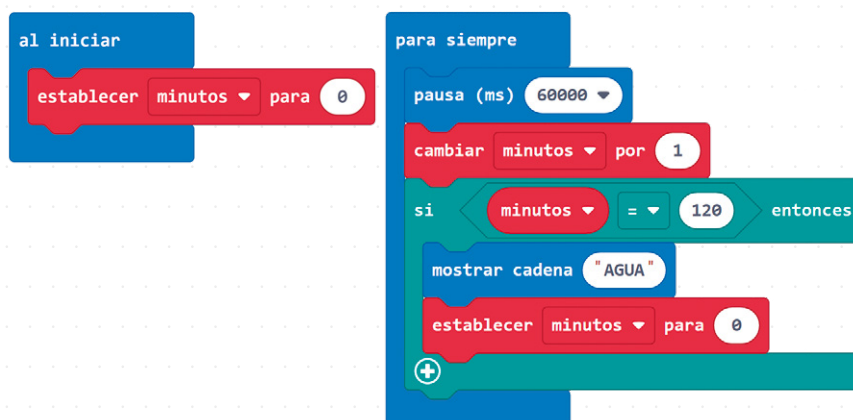 al iniciar
establecer minutos para 0
para siempre
pausa (ms) 60000
cambiar minutos por 1
si minutos = 120 entonces
mostrar cadena "AGUA"
establecer minutos para 0